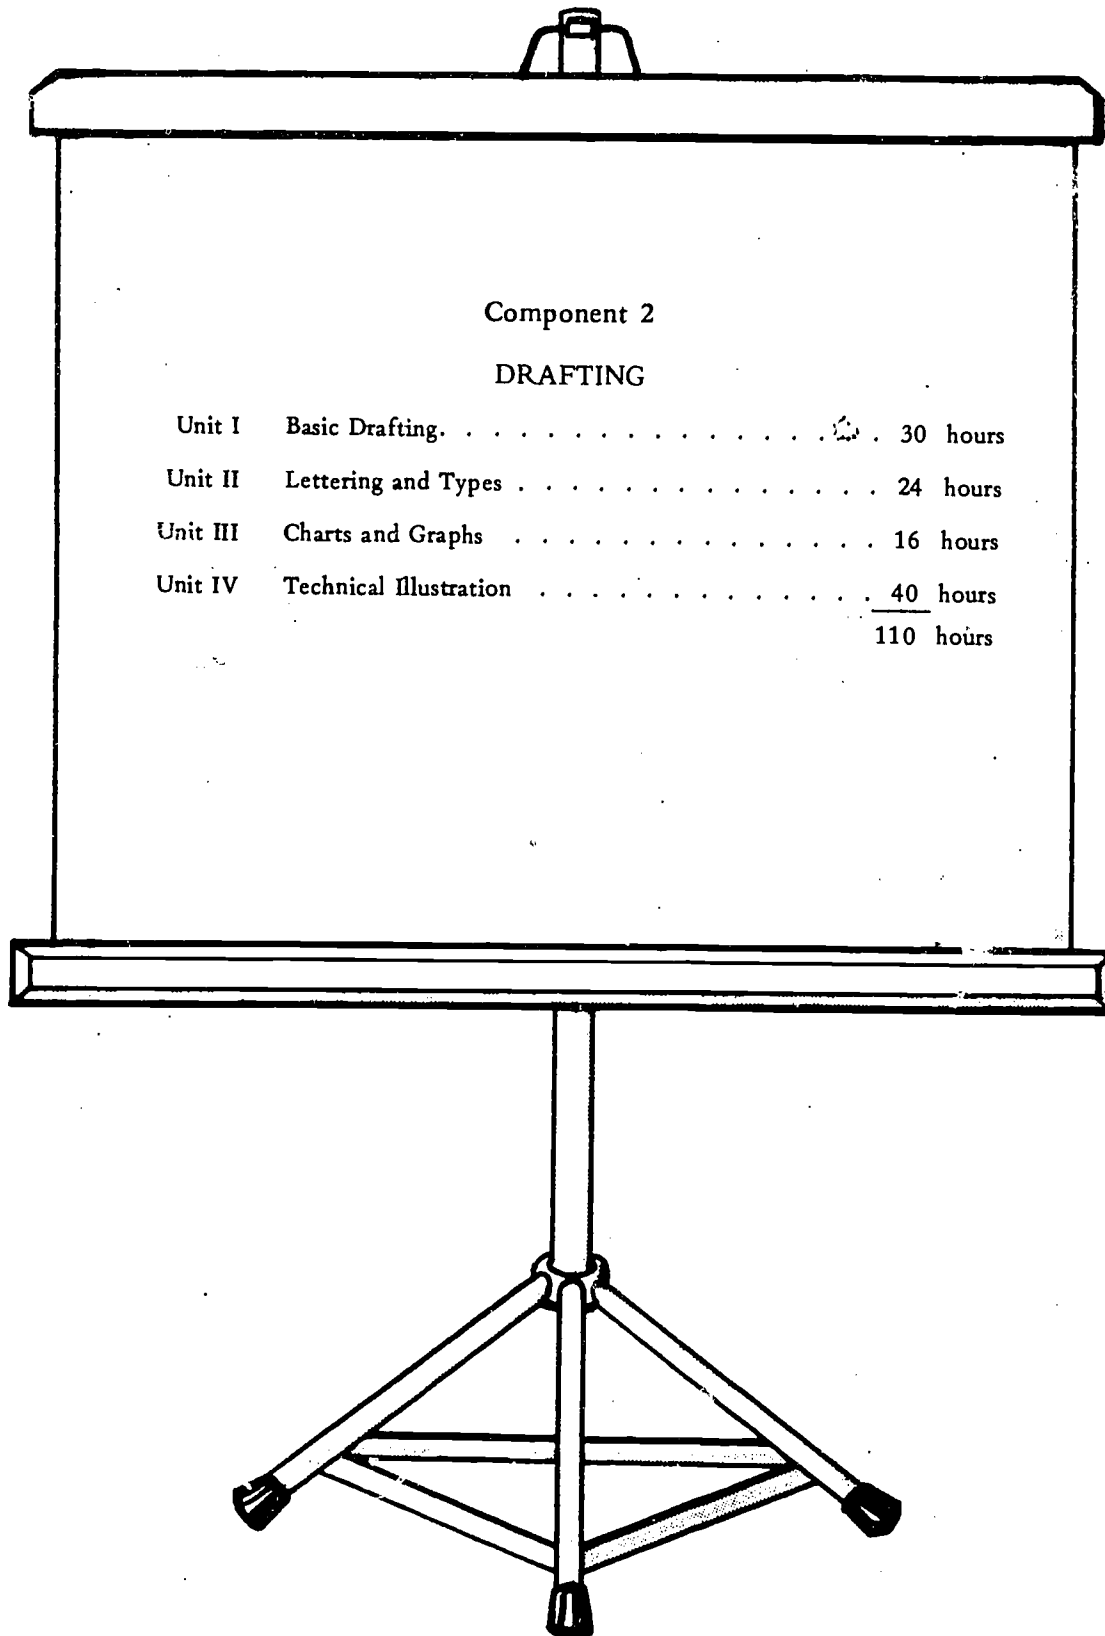 Component 2
DRAFTING
Unit I Basic Drafting. . . . . . . . . . . . . . . . . 30 hours
Unit II Lettering and Types . . . . . . . . . . . . . . 24 hours
Unit III Charts and Graphs . . . . . . . . . . . . . . 16 hours
Unit IV Technical Illustration . . . . . . . . . . . . . 40 hours
110 hours